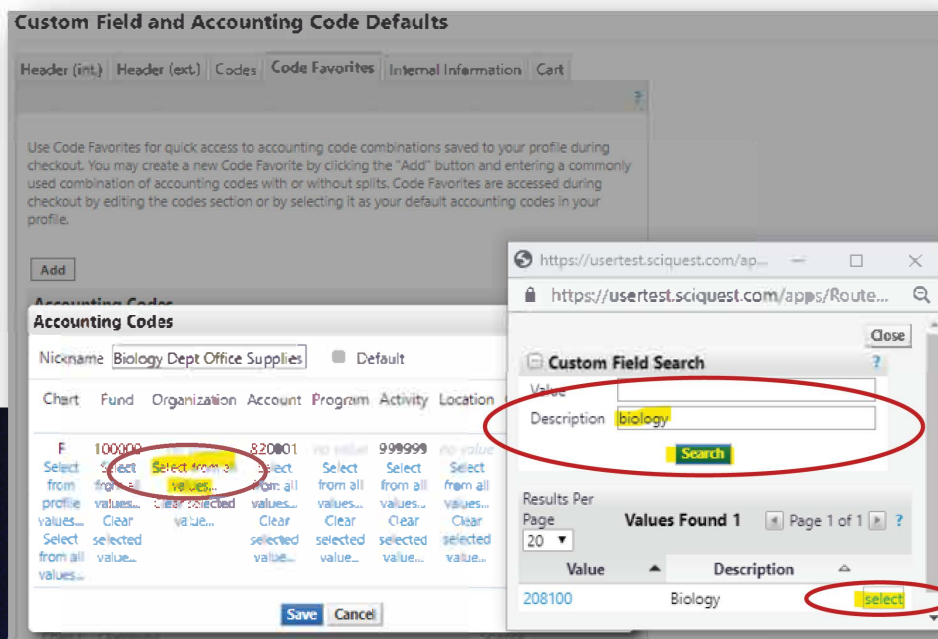 Custom Field and Accounting Code Defaults
Header (int.) Header (ext.) Codes Code Favorites Internal Information Cart
?
Use Code Favorites for quick access to accounting code combinations saved to your profile during
checkout. You may create a new Code Favorite by clicking the "Add" button and entering a commonly
used combination of accounting codes with or without splits. Code Favorites are accessed during
checkout by editing the codes section or by selecting it as your default accounting codes in your
profile.
Add
Accounting Codes
Accounting Codes
Nickname Biology Dept Office Supplies Default
Chart Fund Organization Account Program Activity Location
F 100000 820001 no value 999999 no value
Select Select Select from all Select Select Select Select
from from all values... from all from all from all from all
profile values... Clear selected values... values... values... values...
values... Clear value... Clear Clear Clear Clear
Select selected selected selected selected selected
from all value... value... value... value... value...
values...
Save Cancel
https://usertest.sciquest.com/ap...
https://usertest.sciquest.com/apps/Route...
Close
Custom Field Search ?
Value
Description biology
Search
Results Per
Page Values Found 1 Page 1 of 1 ?
20
Value Description
208100 Biology select